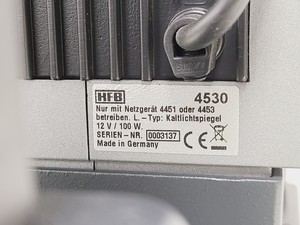 HFB 4530
Nur mit Netzgerät 4451 oder 4453
betreiben. L.-Typ: Kaltlichtspiegel
12 V / 100 W.
SERIEN-NR. 0003137 CE
Made in Germany